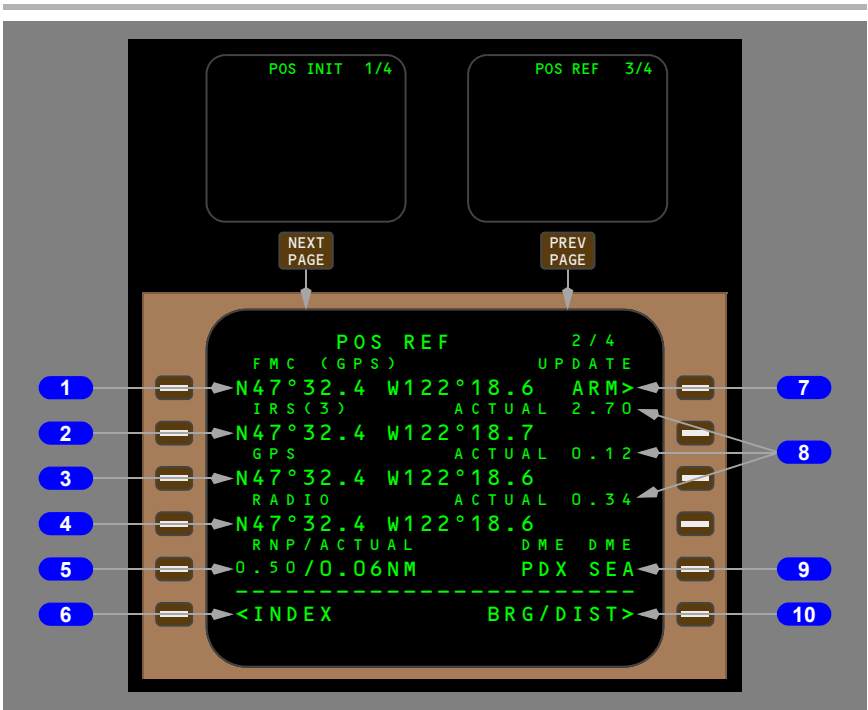 POS INIT 1/4
POS REF 3/4
NEXT
PAGE
PREV
PAGE
POS REF 2/4
FMC (GPS) UPDATE
1 N47°32.4 W122°18.6 ARM> 7
IRS(3) ACTUAL 2.70
2 N47°32.4 W122°18.7
GPS ACTUAL 0.12 8
3 N47°32.4 W122°18.6
RADIO ACTUAL 0.34
4 N47°32.4 W122°18.6
RNP/ACTUAL DME DME
5 0.50/0.06NM PDX SEA 9
-------------------------
6 <INDEX BRG/DIST> 10